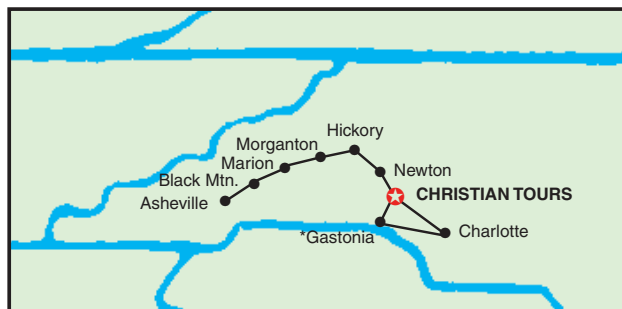 Hickory
Morganton
Marion
Newton
Black Mtn.
Asheville
CHRISTIAN TOURS
*Gastonia
Charlotte